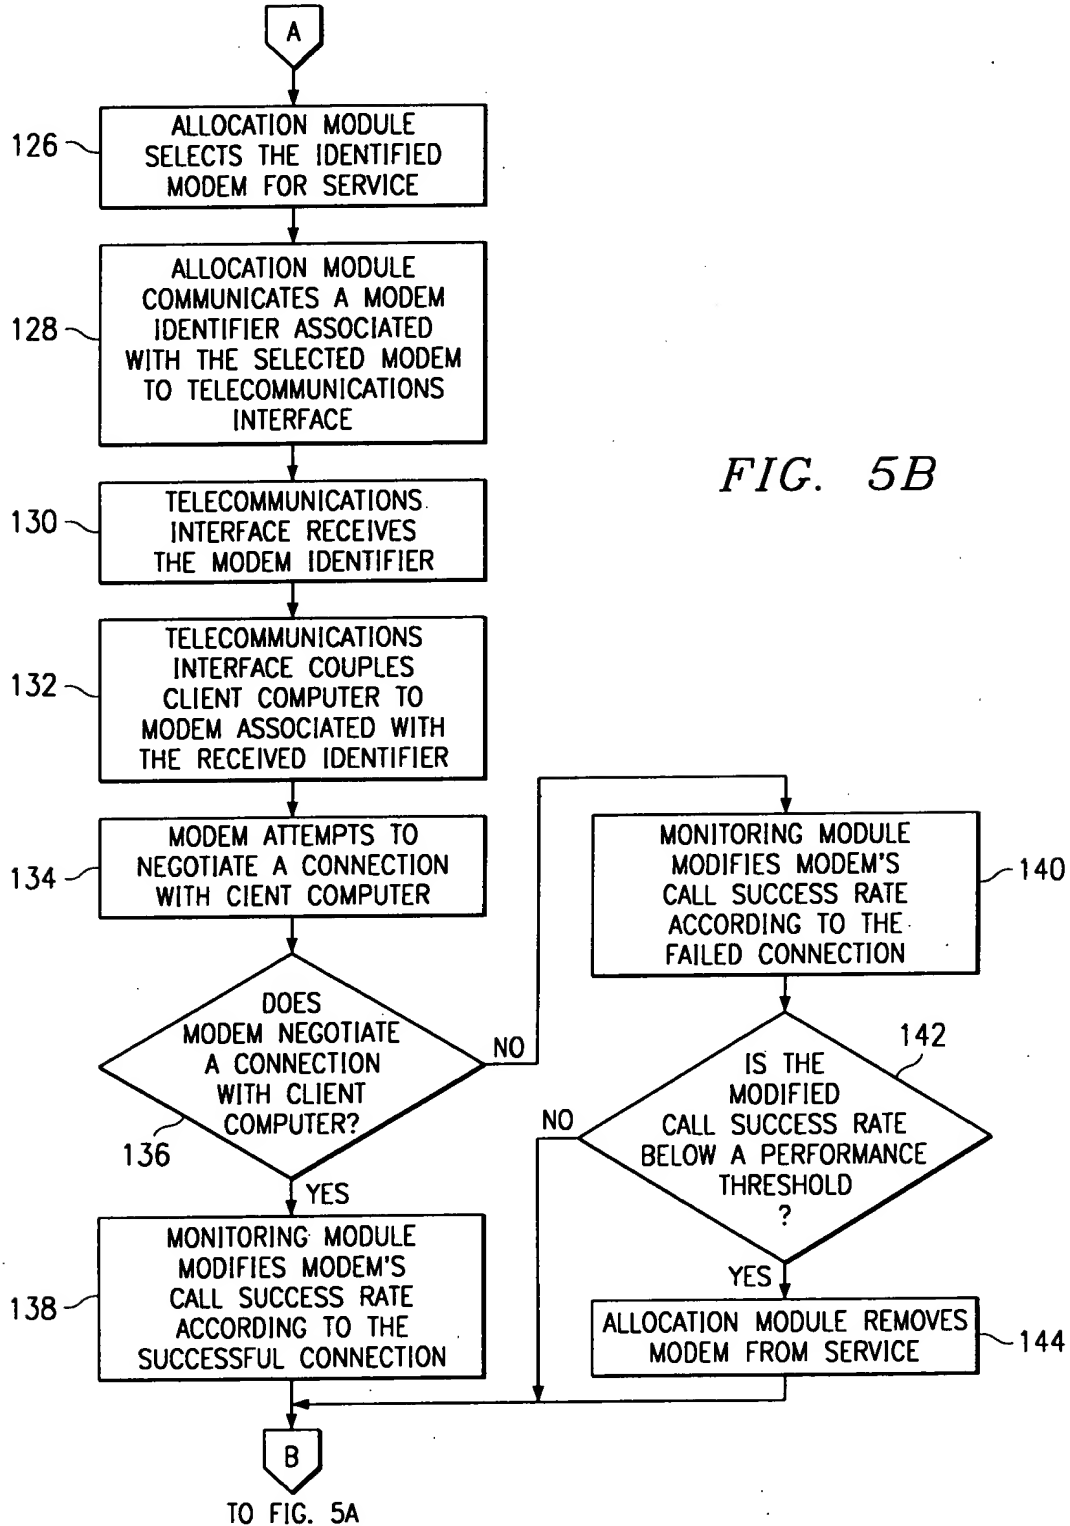 A
126
ALLOCATION MODULE
SELECTS THE IDENTIFIED
MODEM FOR SERVICE
128
ALLOCATION MODULE
COMMUNICATES A MODEM
IDENTIFIER ASSOCIATED
WITH THE SELECTED MODEM
TO TELECOMMUNICATIONS
INTERFACE
FIG. 5B
130
TELECOMMUNICATIONS
INTERFACE RECEIVES
THE MODEM IDENTIFIER
132
TELECOMMUNICATIONS
INTERFACE COUPLES
CLIENT COMPUTER TO
MODEM ASSOCIATED WITH
THE RECEIVED IDENTIFIER
134
MODEM ATTEMPTS TO
NEGOTIATE A CONNECTION
WITH CIENT COMPUTER
DOES
MODEM NEGOTIATE
A CONNECTION
WITH CLIENT
COMPUTER?
136
NO
YES
138
MONITORING MODULE
MODIFIES MODEM'S
CALL SUCCESS RATE
ACCORDING TO THE
SUCCESSFUL CONNECTION
MONITORING MODULE
MODIFIES MODEM'S
CALL SUCCESS RATE
ACCORDING TO THE
FAILED CONNECTION
140
142
IS THE
MODIFIED
CALL SUCCESS RATE
BELOW A PERFORMANCE
THRESHOLD
?
NO
YES
ALLOCATION MODULE REMOVES
MODEM FROM SERVICE
144
B
TO FIG. 5A